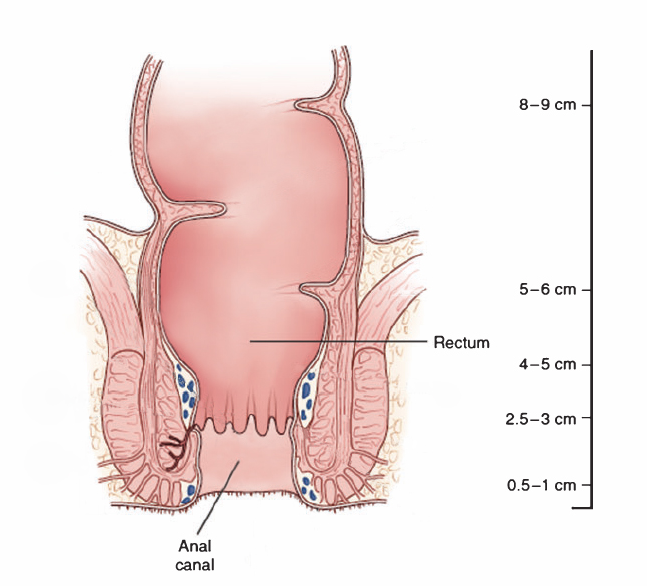 8–9 cm
5–6 cm
Rectum
4–5 cm
2.5–3 cm
0.5–1 cm
Anal
canal